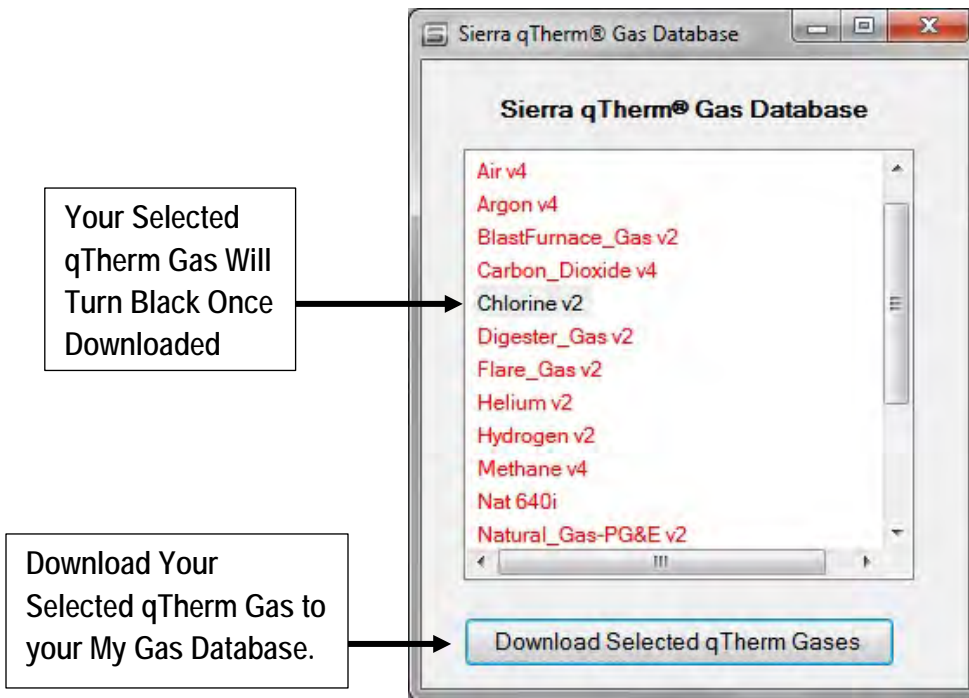 Sierra qTherm® Gas Database
Sierra qTherm® Gas Database
Air v4
Argon v4
BlastFurnace_Gas v2
Carbon_Dioxide v4
Chlorine v2
Digester_Gas v2
Flare_Gas v2
Helium v2
Hydrogen v2
Methane v4
Nat 640i
Natural_Gas-PG&E v2
Download Selected qTherm Gases
Your Selected
qTherm Gas Will
Turn Black Once
Downloaded
Download Your
Selected qTherm Gas to
your My Gas Database.